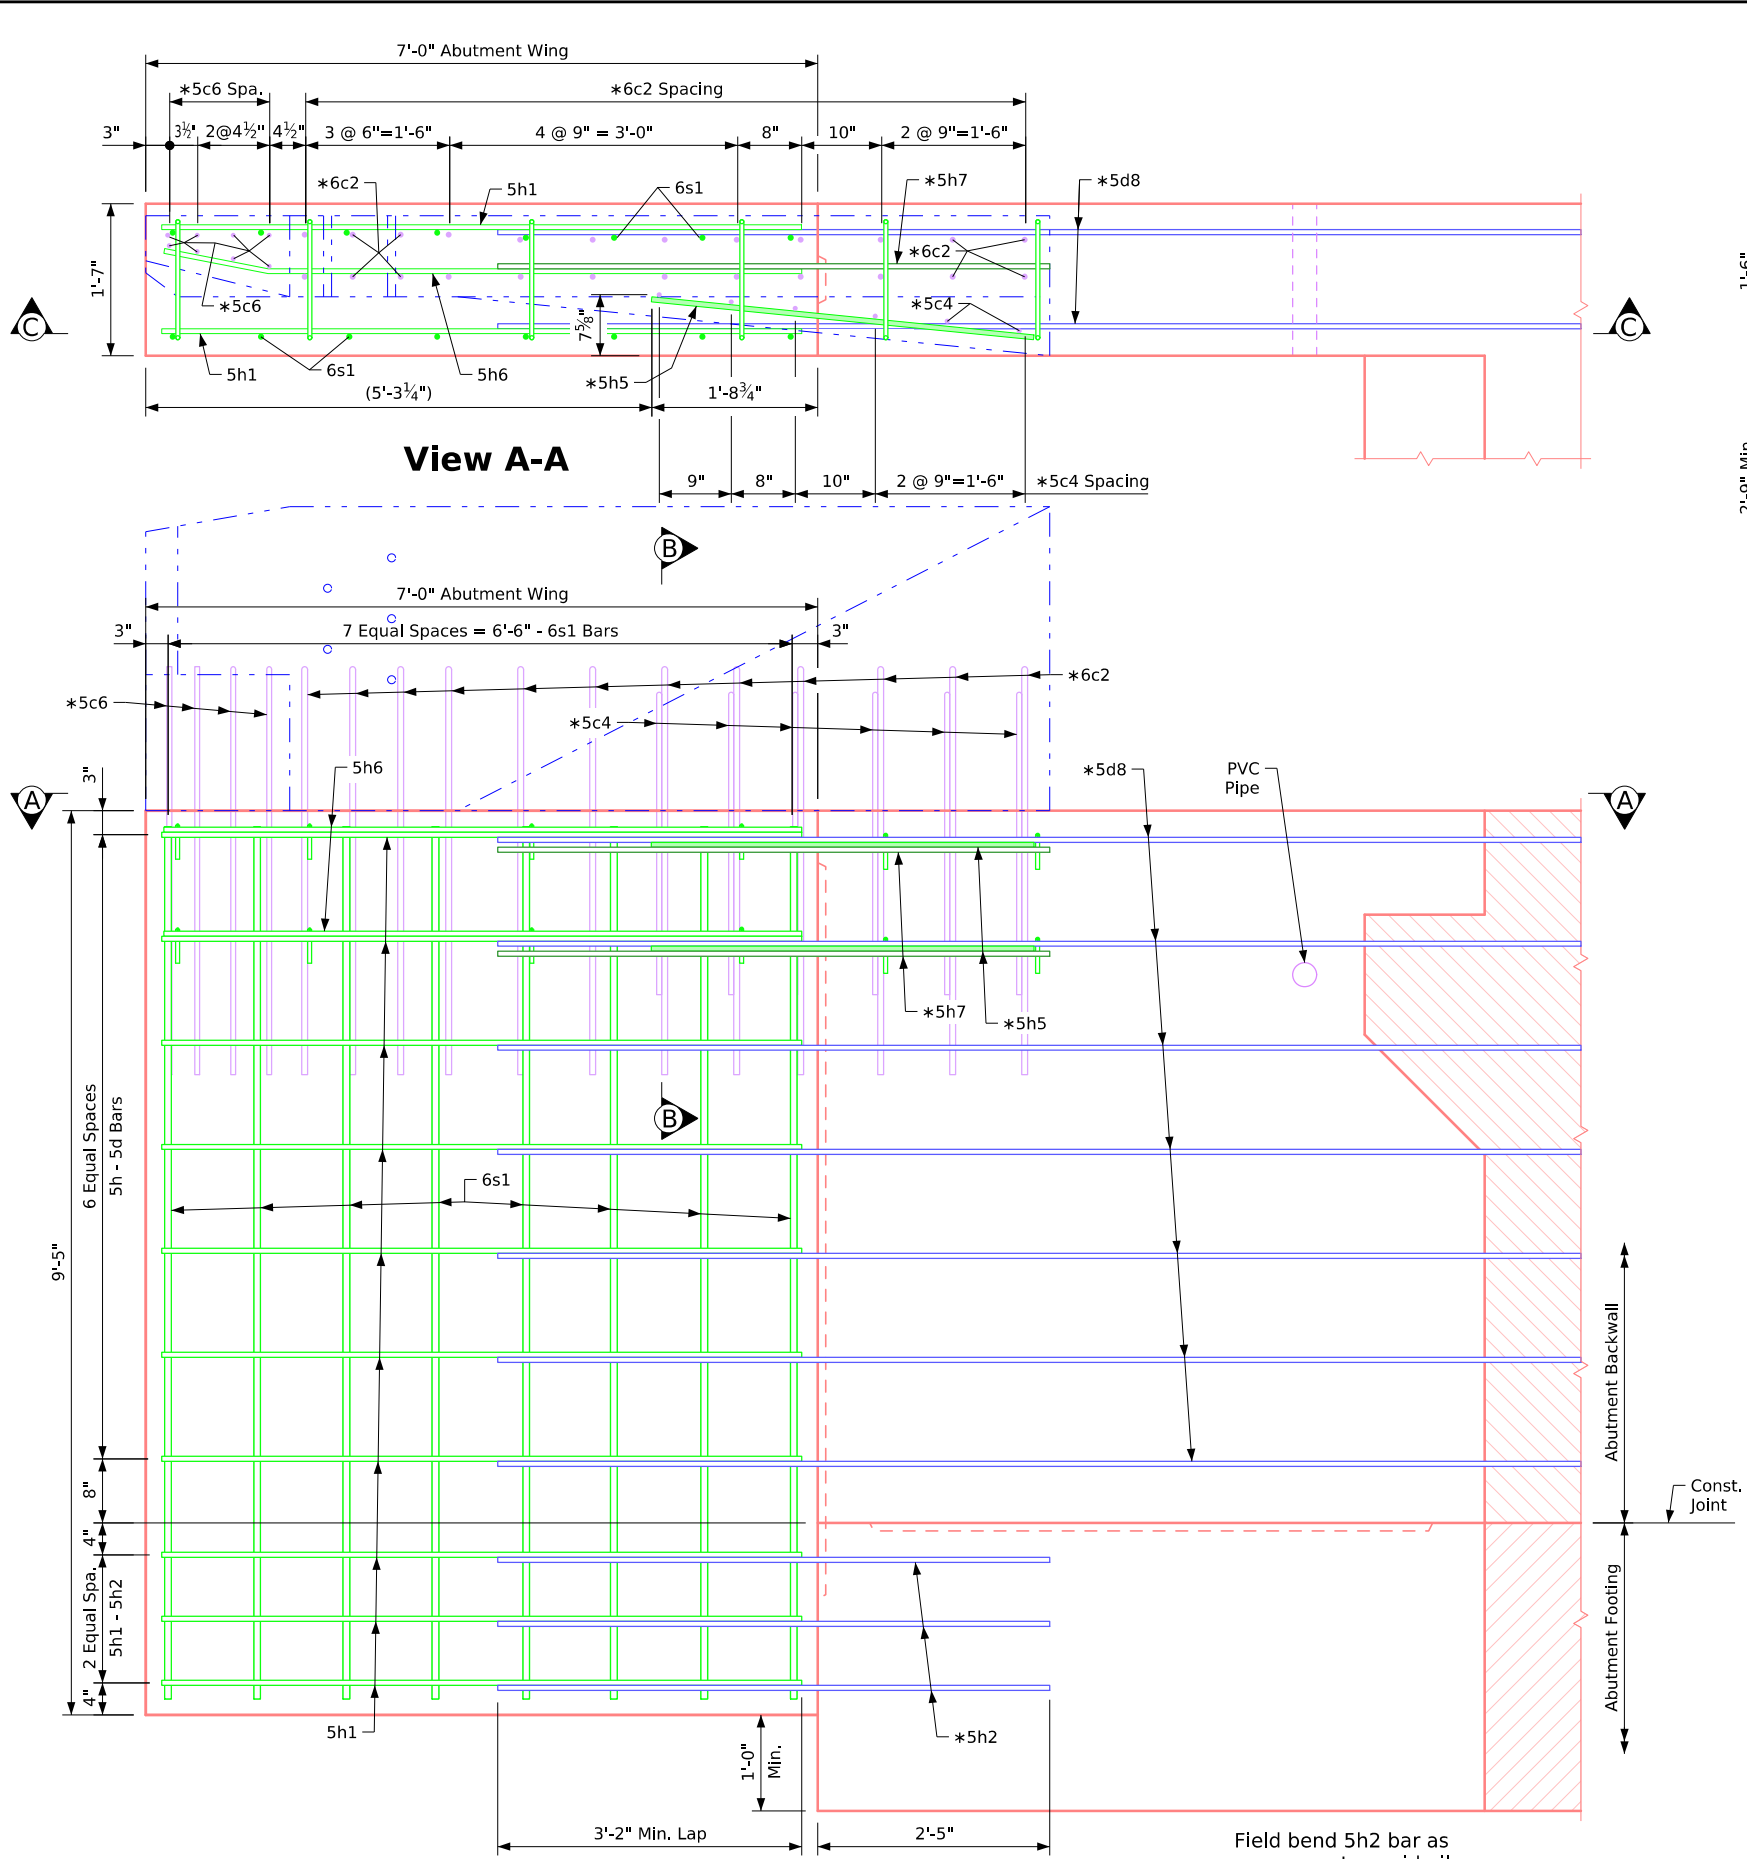 7'-0" Abutment Wing
∗5c6 Spa.
∗6c2 Spacing
3"
3½"
2@4½"
4½"
3 @ 6"=1'-6"
4 @ 9" = 3'-0"
8"
10"
2 @ 9"=1'-6"
∗6c2
5h1
6s1
∗5h7
∗5d8
1'-7"
∗6c2
∗5c6
∗5c4
7⅝"
C
C
1'-6"
5h1
6s1
5h6
∗5h5
(5'-3¼")
1'-8¾"
View A-A
9"
8"
10"
2 @ 9"=1'-6"
∗5c4 Spacing
2'-9" Min.
B
7'-0" Abutment Wing
3"
7 Equal Spaces = 6'-6" - 6s1 Bars
3"
∗6c2
∗5c6
∗5c4
3"
5h6
∗5d8
PVC
Pipe
A
A
∗5h7
∗5h5
B
6 Equal Spaces
5h - 5d Bars
6s1
9'-5"
Abutment Backwall
8"
Const.
Joint
4"
2 Equal Spa.
5h1 - 5h2
Abutment Footing
4"
5h1
∗5h2
1'-0"
Min.
3'-2" Min. Lap
2'-5"
Field bend 5h2 bar as